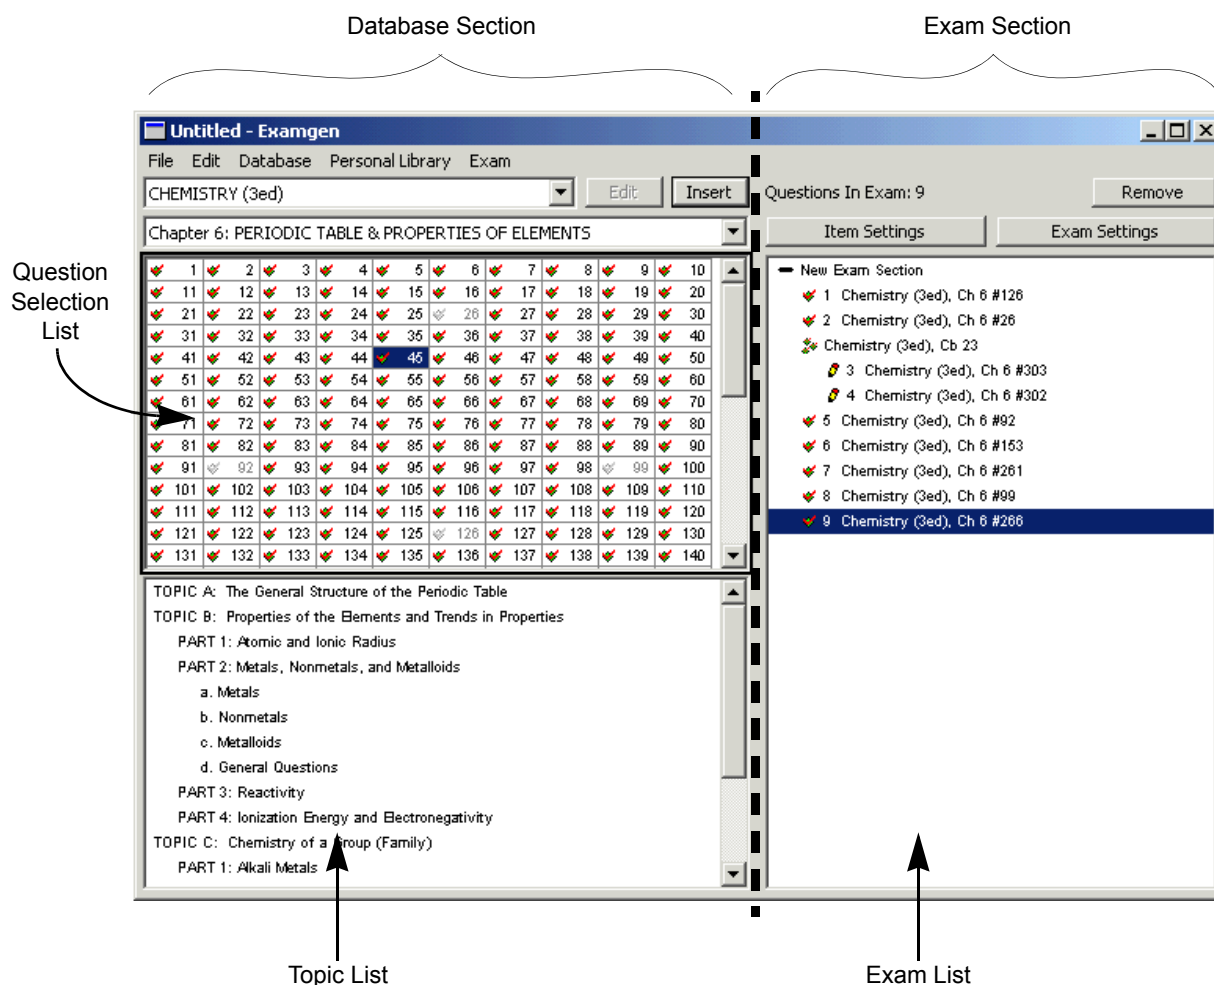 Database Section
Exam Section
Untitled - Examgen
File Edit Database Personal Library Exam
CHEMISTRY (3ed)
Edit
Insert
Questions In Exam: 9
Remove
Chapter 6: PERIODIC TABLE & PROPERTIES OF ELEMENTS
Item Settings
Exam Settings
Question
Selection
List
1 2 3 4 5 6 7 8 9 10
11 12 13 14 15 16 17 18 19 20
21 22 23 24 25 26 27 28 29 30
31 32 33 34 35 36 37 38 39 40
41 42 43 44 45 46 47 48 49 50
51 52 53 54 55 56 57 58 59 60
61 62 63 64 65 66 67 68 69 70
71 72 73 74 75 76 77 78 79 80
81 82 83 84 85 86 87 88 89 90
91 92 93 94 95 96 97 98 99 100
101 102 103 104 105 106 107 108 109 110
111 112 113 114 115 116 117 118 119 120
121 122 123 124 125 126 127 128 129 130
131 132 133 134 135 136 137 138 139 140
TOPIC A: The General Structure of the Periodic Table
TOPIC B: Properties of the Elements and Trends in Properties
PART 1: Atomic and Ionic Radius
PART 2: Metals, Nonmetals, and Metalloids
a. Metals
b. Nonmetals
c. Metalloids
d. General Questions
PART 3: Reactivity
PART 4: Ionization Energy and Electronegativity
TOPIC C: Chemistry of a Group (Family)
PART 1: Alkali Metals
New Exam Section
1 Chemistry (3ed), Ch 6 #126
2 Chemistry (3ed), Ch 6 #26
Chemistry (3ed), Cb 23
3 Chemistry (3ed), Ch 6 #303
4 Chemistry (3ed), Ch 6 #302
5 Chemistry (3ed), Ch 6 #92
6 Chemistry (3ed), Ch 6 #153
7 Chemistry (3ed), Ch 6 #261
8 Chemistry (3ed), Ch 6 #99
9 Chemistry (3ed), Ch 6 #266
Topic List
Exam List